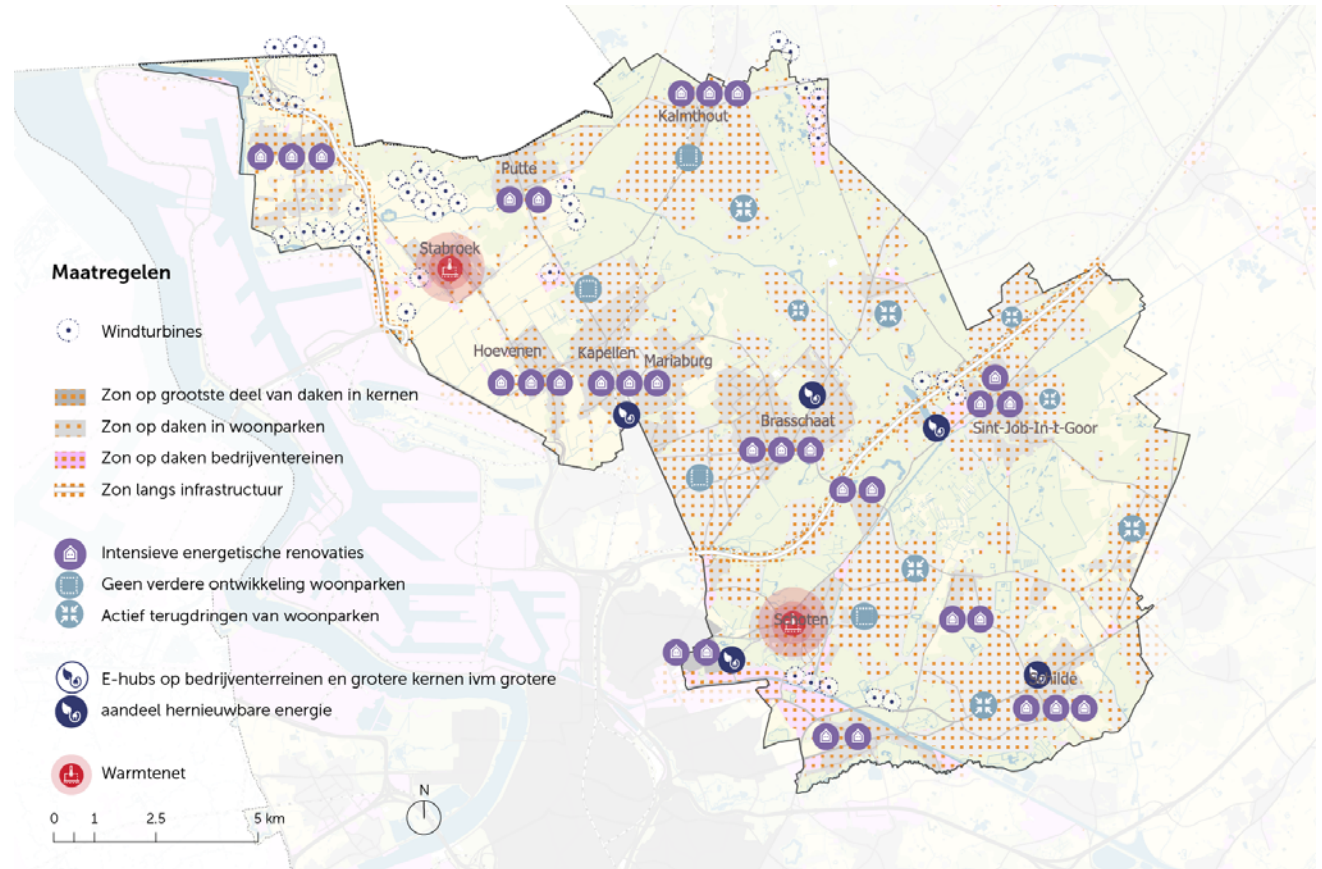 Kalmthout
Putte
Stabroek
Maatregelen
Windturbines
Hoevenen
Kapellen
Mariaburg
Zon op grootste deel van daken in kernen
Zon op daken in woonparken
Brasschaat
Sint-Job-In-t-Goor
Zon op daken bedrijventereinen
Zon langs infrastructuur
Intensieve energetische renovaties
Geen verdere ontwikkeling woonparken
Actief terugdringen van woonparken
E-hubs op bedrijventerreinen en grotere kernen ivm grotere
aandeel hernieuwbare energie
Warmtenet
N
0 1 2.5 5 km